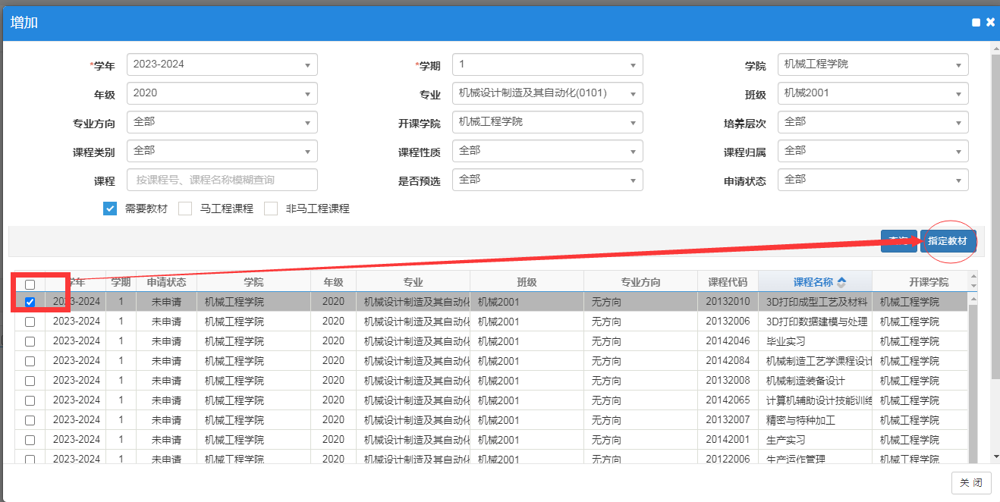 增加
*学年 2023-2024 *学期 1 学院 机械工程学院
年级 2020 专业 机械设计制造及其自动化(0101) 班级 机械2001
专业方向 全部 开课学院 机械工程学院 培养层次 全部
课程类别 全部 课程性质 全部 课程归属 全部
课程 按课程号、课程名称模糊查询 是否预选 全部 申请状态 全部
需要教材 马工程课程 非马工程课程
指定教材
学年 学期 申请状态 学院 年级 专业 班级 专业方向 课程代码 课程名称 开课学院
2023-2024 1 未申请 机械工程学院 2020 机械设计制造及其自动化 机械2001 无方向 20132010 3D打印成型工艺及材料 机械工程学院
2023-2024 1 未申请 机械工程学院 2020 机械设计制造及其自动化 机械2001 无方向 20132006 3D打印数据建模与处理 机械工程学院
2023-2024 1 未申请 机械工程学院 2020 机械设计制造及其自动化 机械2001 无方向 20142046 毕业实习 机械工程学院
2023-2024 1 未申请 机械工程学院 2020 机械设计制造及其自动化 机械2001 无方向 20142084 机械制造工艺学课程设计 机械工程学院
2023-2024 1 未申请 机械工程学院 2020 机械设计制造及其自动化 机械2001 无方向 20132008 机械制造装备设计 机械工程学院
2023-2024 1 未申请 机械工程学院 2020 机械设计制造及其自动化 机械2001 无方向 20142065 计算机辅助设计技能训练 机械工程学院
2023-2024 1 未申请 机械工程学院 2020 机械设计制造及其自动化 机械2001 无方向 20132007 精密与特种加工 机械工程学院
2023-2024 1 未申请 机械工程学院 2020 机械设计制造及其自动化 机械2001 无方向 20142001 生产实习 机械工程学院
2023-2024 1 未申请 机械工程学院 2020 机械设计制造及其自动化 机械2001 无方向 20122006 生产运作管理 机械工程学院
关 闭